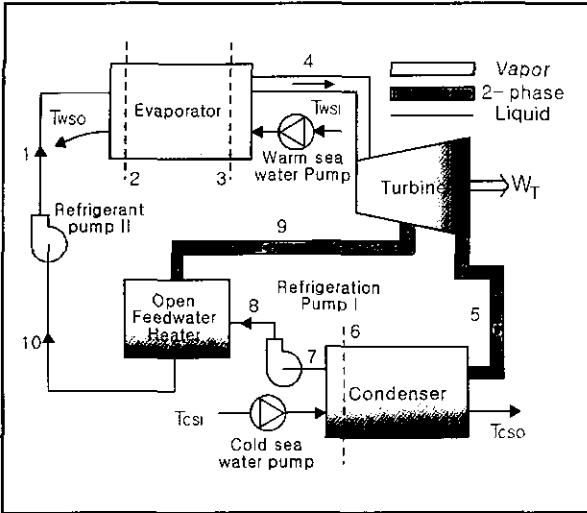 4
Vapor
2- phase
Liquid
Evaporator
TWSO
TWSI
1
2
3
Warm sea
water Pump
Turbine
WT
Refrigerant
pump II
9
Open
Feedwater
Heater
Refrigeration
Pump I
8
6
5
10
7
Condenser
TCSI
TCSO
Cold sea
water pump